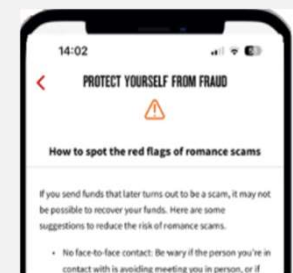 14:02
PROTECT YOURSELF FROM FRAUD
How to spot the red flags of romance scams
If you send funds that later turns out to be a scam, it may not
be possible to recover your funds. Here are some
suggestions to reduce the risk of romance scams.
• No face-to-face contact: Be wary if the person you're in
contact with is avoiding meeting you in person, or if